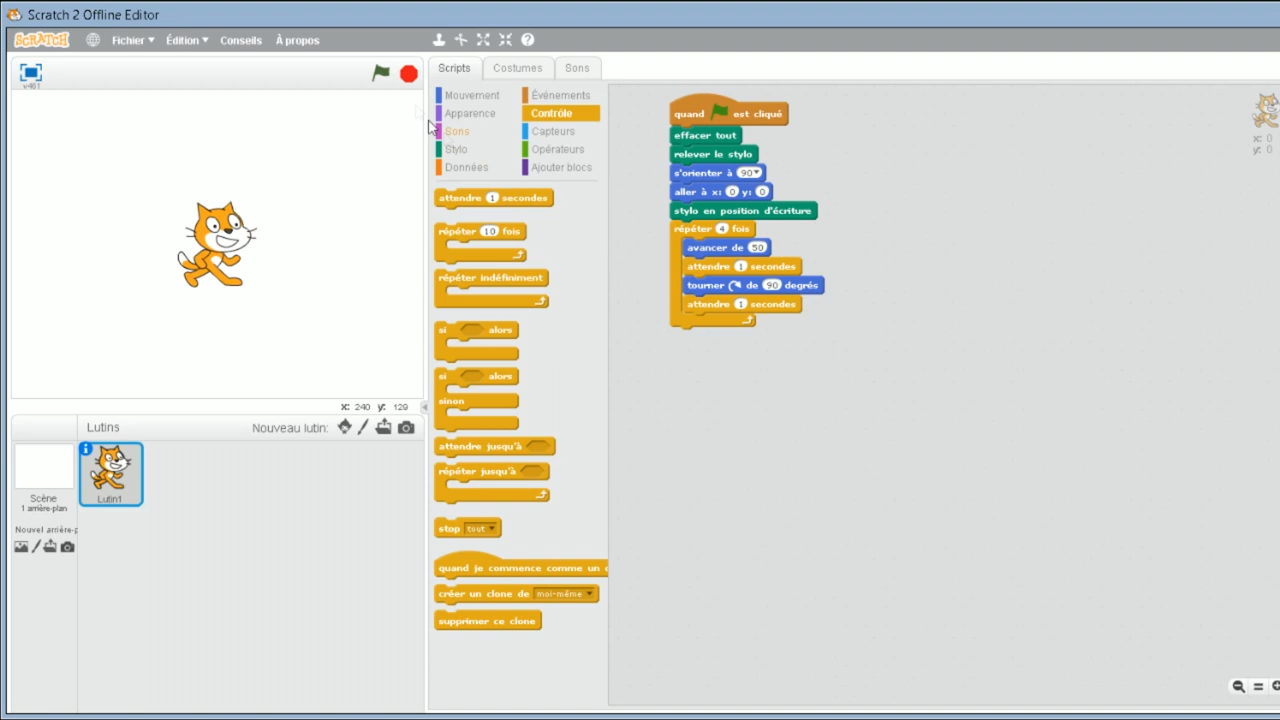 Scratch 2 Offline Editor
SCRATCH Fichier Édition Conseils À propos
v461
Scripts Costumes Sons
Mouvement Événements
Apparence Contrôle
Sons Capteurs
Stylo Opérateurs
Données Ajouter blocs
attendre 1 secondes
répéter 10 fois
répéter indéfiniment
si alors
si alors
sinon
attendre jusqu'à
répéter jusqu'à
stop tout
quand je commence comme un
créer un clone de moi-même
supprimer ce clone
quand est cliqué
effacer tout
relever le stylo
s'orienter à 90
aller à x: 0 y: 0
stylo en position d'écriture
répéter 4 fois
avancer de 50
attendre 1 secondes
tourner de 90 degrés
attendre 1 secondes
x: 0
y: 0
x: 240 y: 129
Lutins Nouveau lutin:
Scène
1 arrière-plan
Lutin1
Nouvel arrière-p